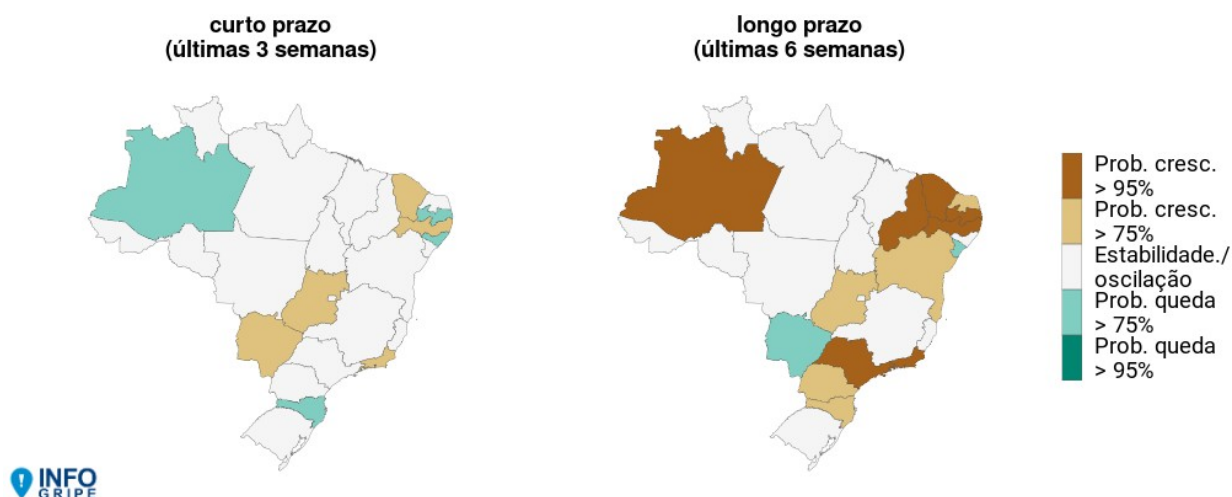 curto prazo
(últimas 3 semanas)
longo prazo
(últimas 6 semanas)
Prob. cresc.
> 95%
Prob. cresc.
> 75%
Estabilidade./
oscilação
Prob. queda
> 75%
Prob. queda
> 95%
INFO
GRIPE